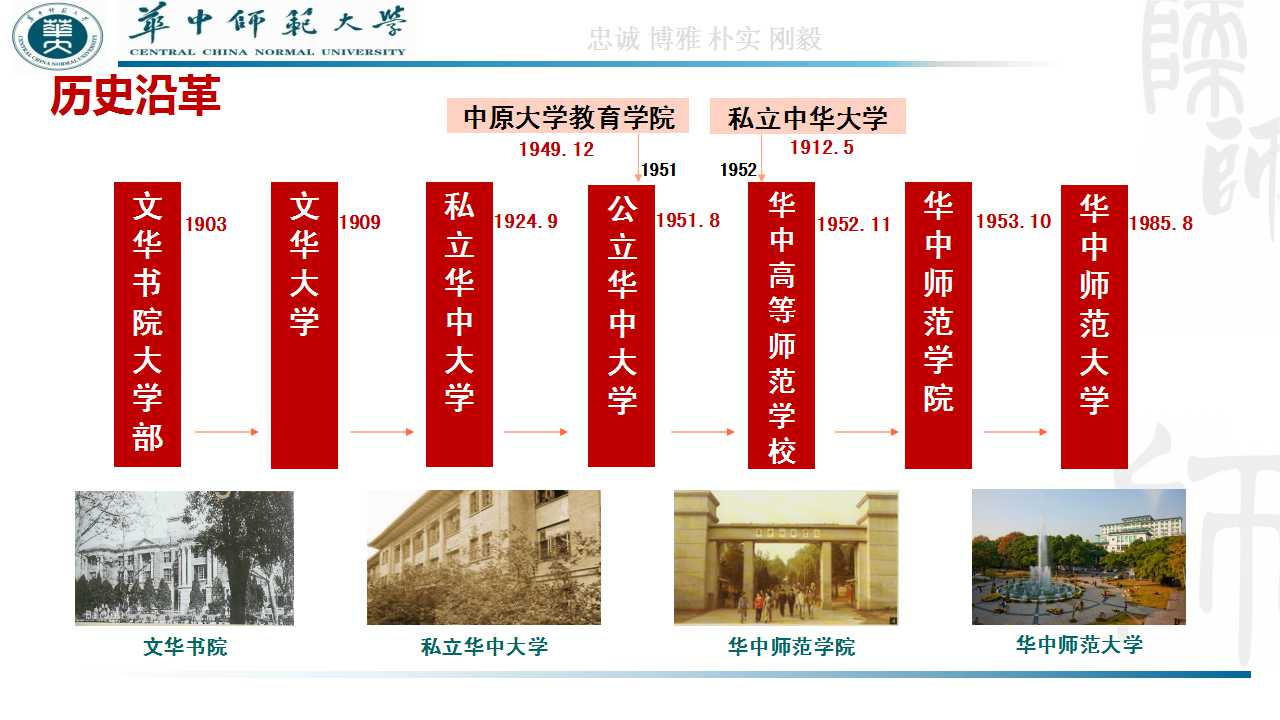 華中師範大學
CENTRAL CHINA NORMAL UNIVERSITY
忠诚 博雅 朴实 刚毅
历史沿革
中原大学教育学院
私立中华大学
1949.12
1912.5
1951
1952
文华书院大学部
1903
文华大学
1909
私立华中大学
1924.9
公立华中大学
1951.8
华中高等师范学校
1952.11
华中师范学院
1953.10
华中师范大学
1985.8
文华书院
私立华中大学
华中师范学院
华中师范大学